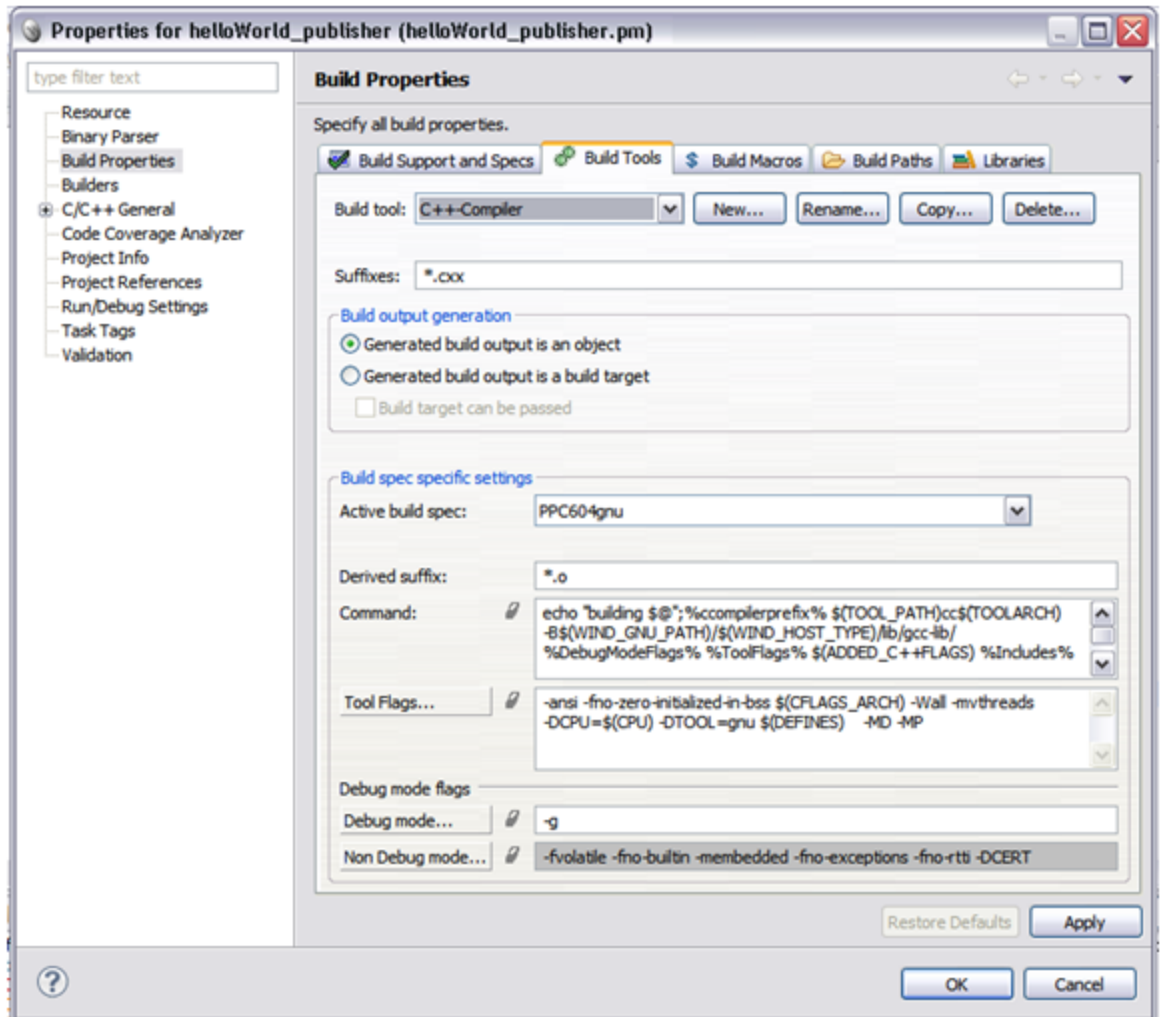 Properties for helloWorld_publisher (helloWorld_publisher.pm)
type filter text
Resource
Binary Parser
Build Properties
Builders
C/C++ General
Code Coverage Analyzer
Project Info
Project References
Run/Debug Settings
Task Tags
Validation
Build Properties
Specify all build properties.
Build Support and Specs
Build Tools
Build Macros
Build Paths
Libraries
Build tool: C++-Compiler New... Rename... Copy... Delete...
Suffixes: *.cxx
Build output generation
Generated build output is an object
Generated build output is a build target
Build target can be passed
Build spec specific settings
Active build spec: PPC604gnu
Derived suffix: *.o
Command: echo "building $@";%ccompilerprefix% $(TOOL_PATH)cc$(TOOLARCH)
-B$(WIND_GNU_PATH)/$(WIND_HOST_TYPE)/lib/gcc-lib/
%DebugModeFlags% %ToolFlags% $(ADDED_C++FLAGS) %Includes%
Tool Flags... -ansi -fno-zero-initialized-in-bss $(CFLAGS_ARCH) -Wall -mvthreads
-DCPU=$(CPU) -DTOOL=gnu $(DEFINES) -MD -MP
Debug mode flags
Debug mode... -g
Non Debug mode... -fvolatile -fno-builtin -membedded -fno-exceptions -fno-rtti -DCERT
Restore Defaults Apply
OK Cancel